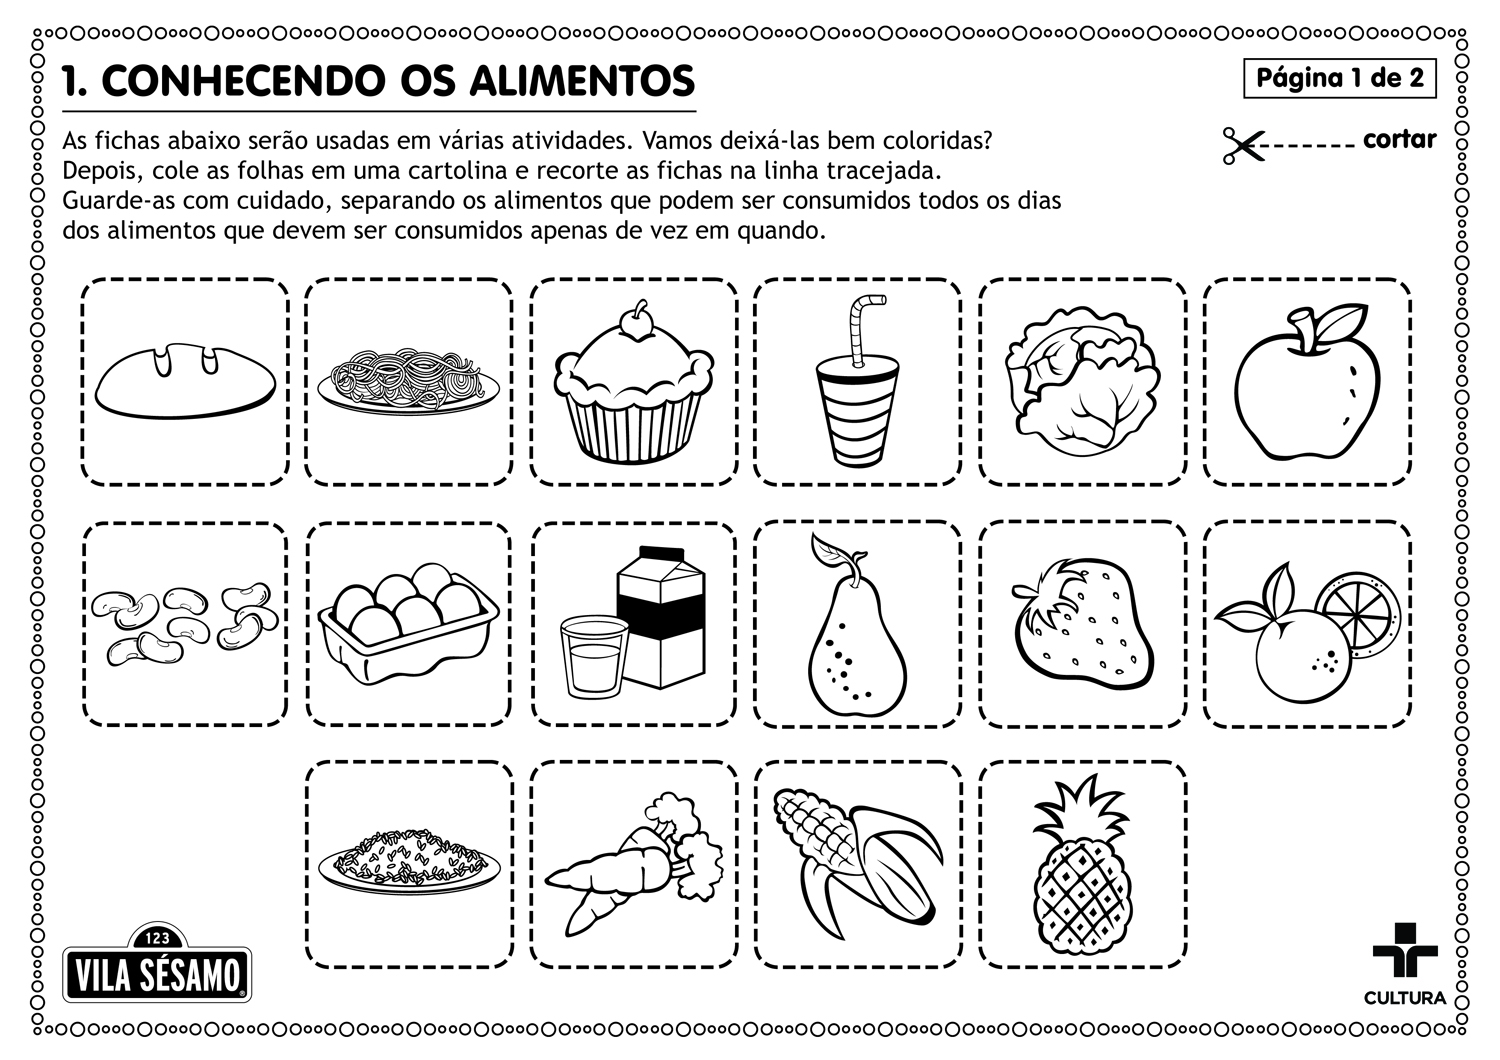 1. CONHECENDO OS ALIMENTOS
Página 1 de 2
As fichas abaixo serão usadas em várias atividades. Vamos deixá-las bem coloridas?
cortar
Depois, cole as folhas em uma cartolina e recorte as fichas na linha tracejada.
Guarde-as com cuidado, separando os alimentos que podem ser consumidos todos os dias
dos alimentos que devem ser consumidos apenas de vez em quando.
123
VILA SÉSAMO®
CULTURA